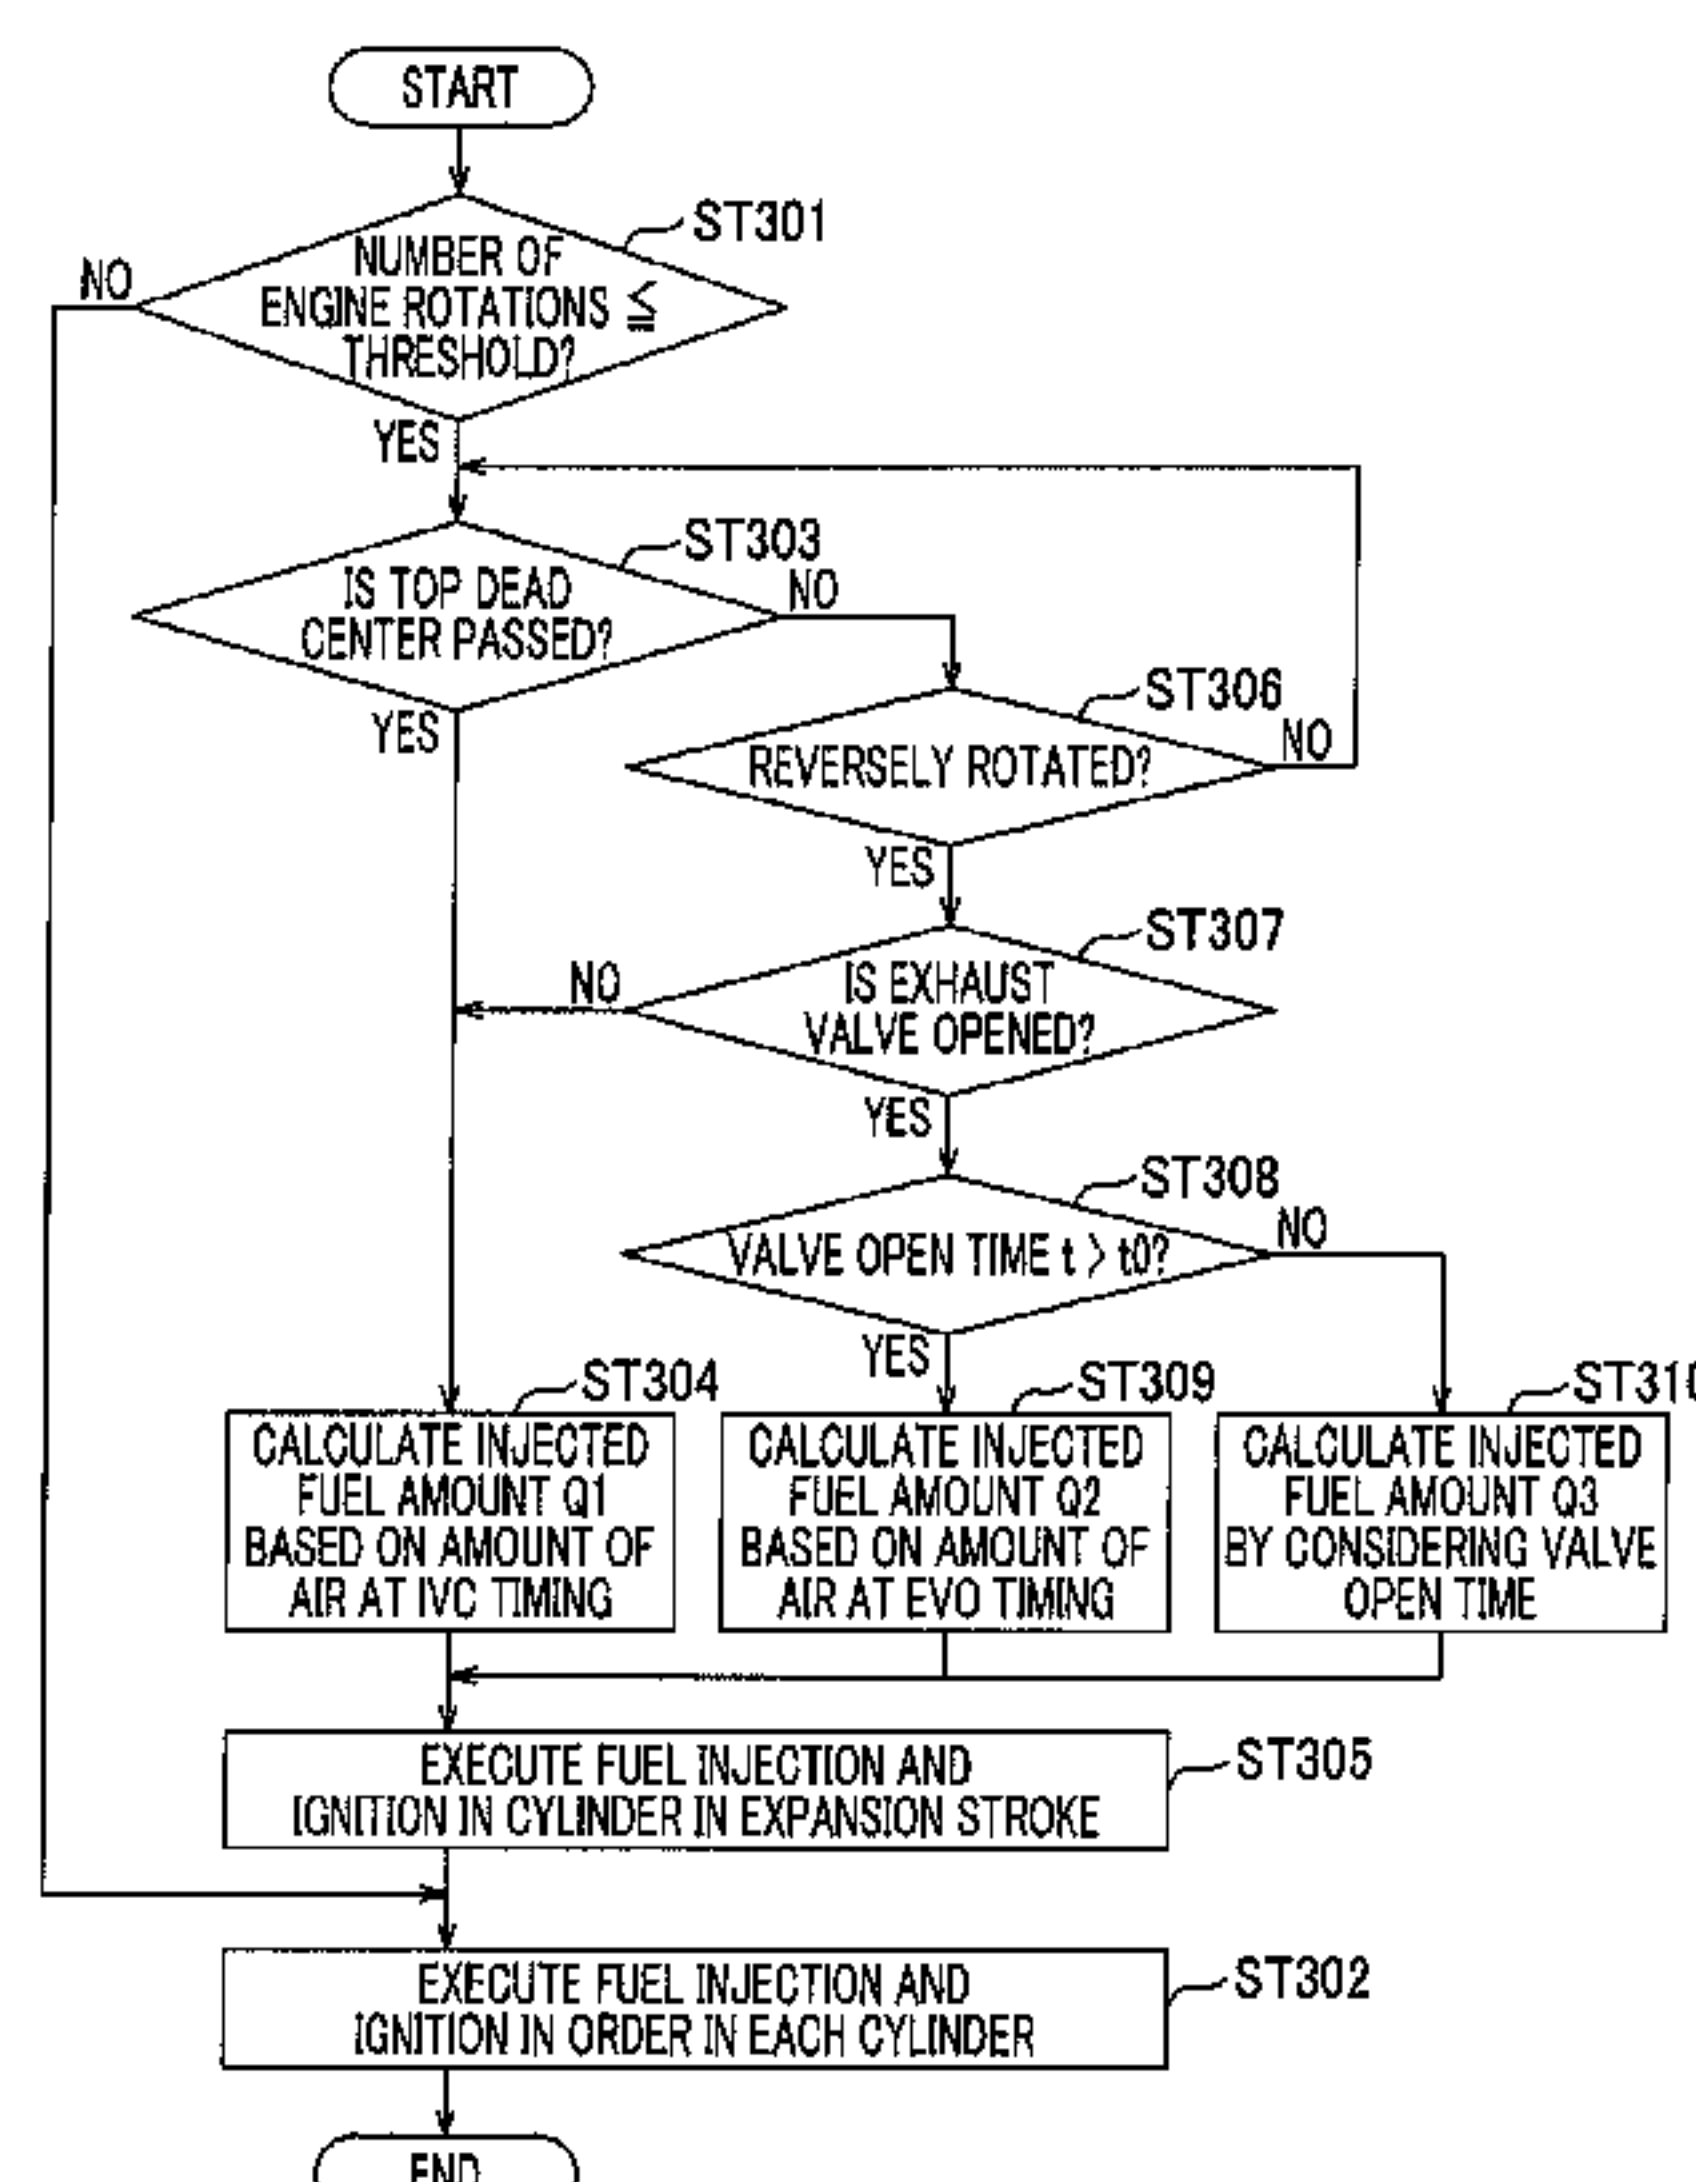 START
ST301
NUMBER OF
ENGINE ROTATIONS ≦
THRESHOLD?
NO
YES
ST303
IS TOP DEAD
CENTER PASSED?
NO
YES
ST306
REVERSELY ROTATED?
NO
YES
ST307
IS EXHAUST
VALVE OPENED?
NO
YES
ST308
VALVE OPEN TIME t > t0?
NO
YES
ST304
CALCULATE INJECTED
FUEL AMOUNT Q1
BASED ON AMOUNT OF
AIR AT IVC TIMING
ST309
CALCULATE INJECTED
FUEL AMOUNT Q2
BASED ON AMOUNT OF
AIR AT EVO TIMING
ST310
CALCULATE INJECTED
FUEL AMOUNT Q3
BY CONSIDERING VALVE
OPEN TIME
EXECUTE FUEL INJECTION AND
IGNITION IN CYLINDER IN EXPANSION STROKE
ST305
EXECUTE FUEL INJECTION AND
IGNITION IN ORDER IN EACH CYLINDER
ST302
END